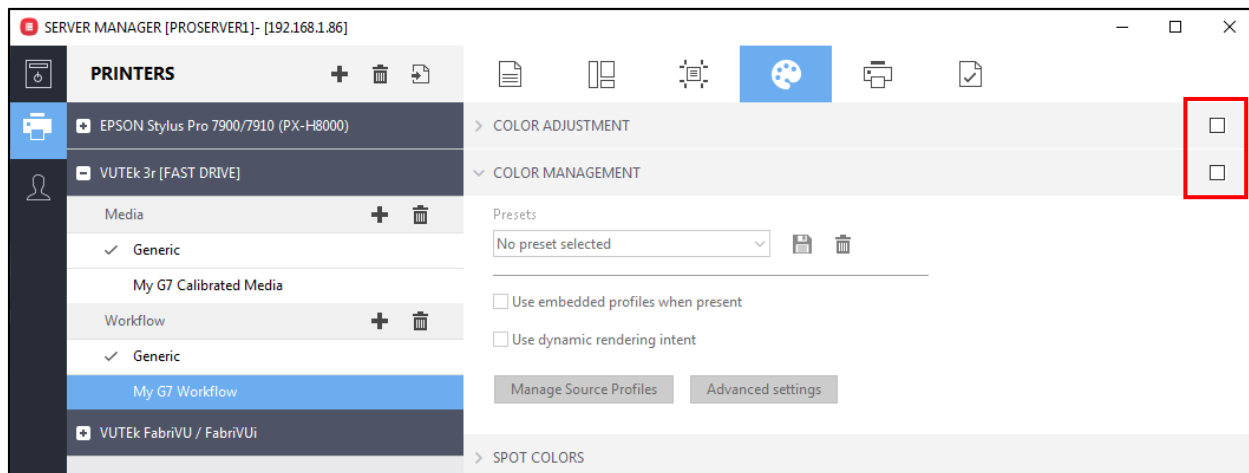 SERVER MANAGER [PROSERVER1]- [192.168.1.86]
PRINTERS
EPSON Stylus Pro 7900/7910 (PX-H8000)
VUTEk 3r [FAST DRIVE]
Media
Generic
My G7 Calibrated Media
Workflow
Generic
My G7 Workflow
VUTEk FabriVU / FabriVUi
COLOR ADJUSTMENT
COLOR MANAGEMENT
Presets
No preset selected
Use embedded profiles when present
Use dynamic rendering intent
Manage Source Profiles Advanced settings
SPOT COLORS